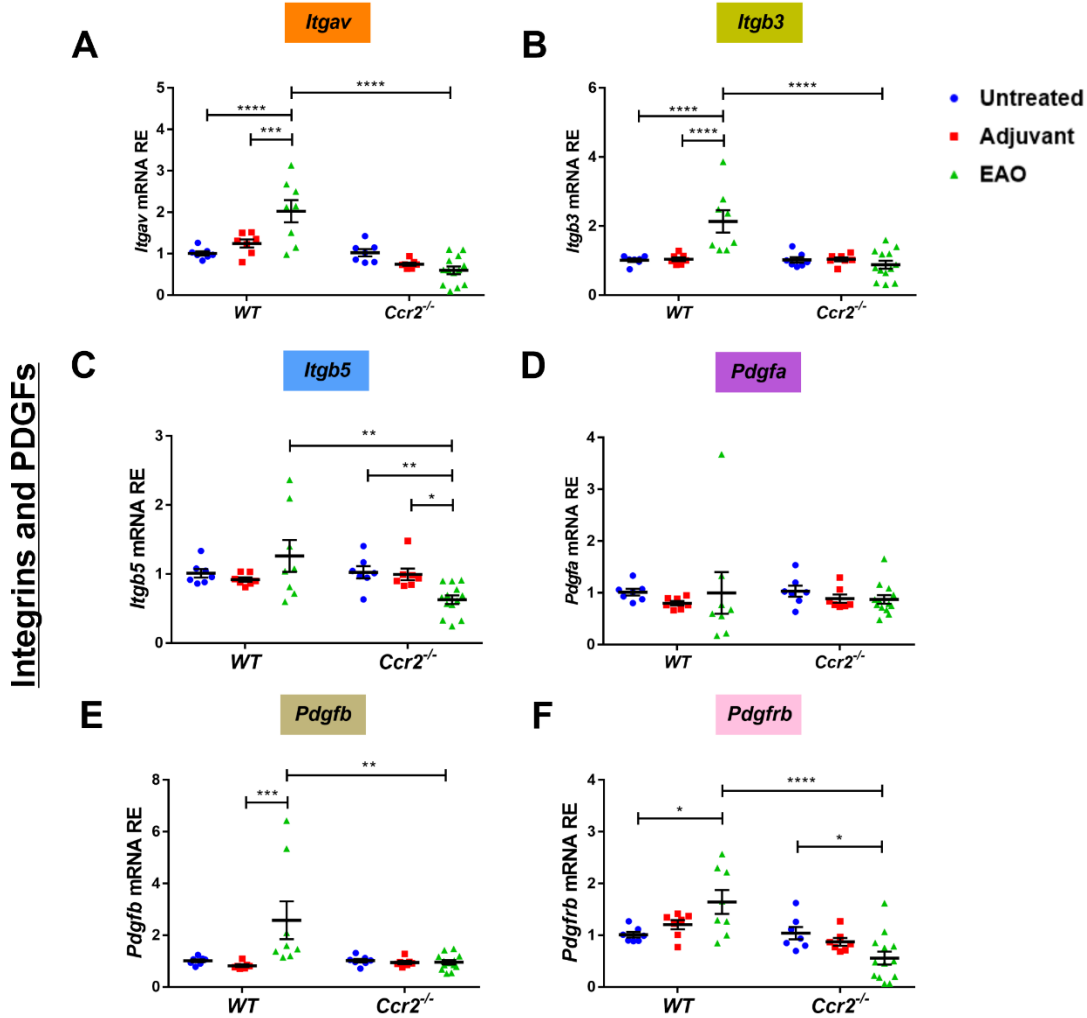 Integrins and PDGFs
A
Itgav
Itgav mRNA RE
5
4
3
2
1
0
****
***
****
WT
Ccr2-/-
B
Itgb3
Itgb3 mRNA RE
6
4
2
0
****
****
****
WT
Ccr2-/-
Untreated
Adjuvant
EAO
C
Itgb5
Itgb5 mRNA RE
3
2
1
0
**
**
*
WT
Ccr2-/-
D
Pdgfa
Pdgfa mRNA RE
4
3
2
1
0
WT
Ccr2-/-
E
Pdgfb
Pdgfb mRNA RE
8
6
4
2
0
**
***
WT
Ccr2-/-
F
Pdgfrb
Pdgfrb mRNA RE
4
3
2
1
0
****
*
*
WT
Ccr2-/-